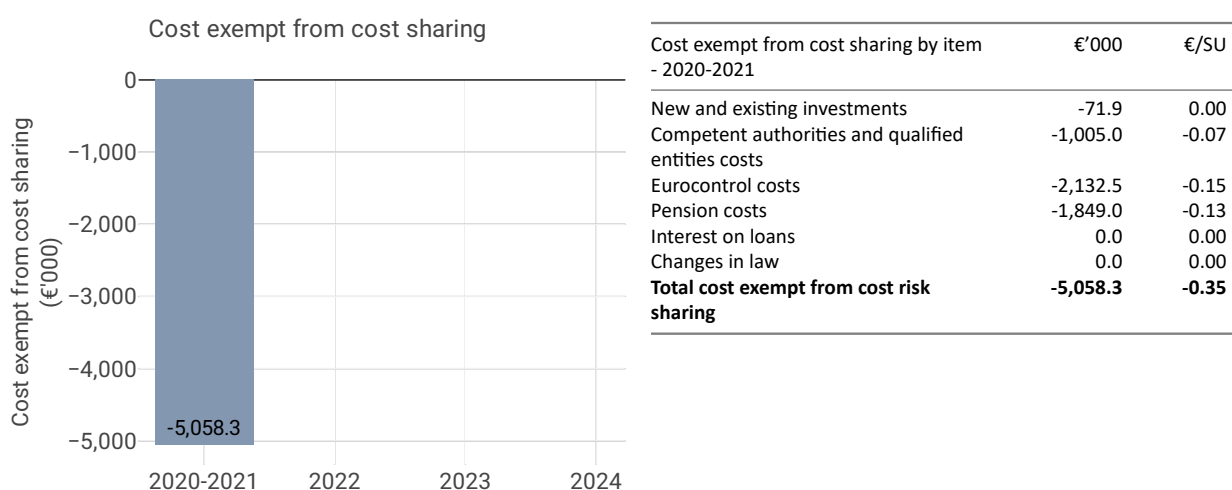 Cost exempt from cost sharing
Cost exempt from cost sharing
(€'000)
0
−1,000
−2,000
−3,000
−4,000
−5,000
-5,058.3
2020-2021 2022 2023 2024
Cost exempt from cost sharing by item €’000 €/SU
- 2020-2021
New and existing investments -71.9 0.00
Competent authorities and qualified -1,005.0 -0.07
entities costs
Eurocontrol costs -2,132.5 -0.15
Pension costs -1,849.0 -0.13
Interest on loans 0.0 0.00
Changes in law 0.0 0.00
Total cost exempt from cost risk -5,058.3 -0.35
sharing